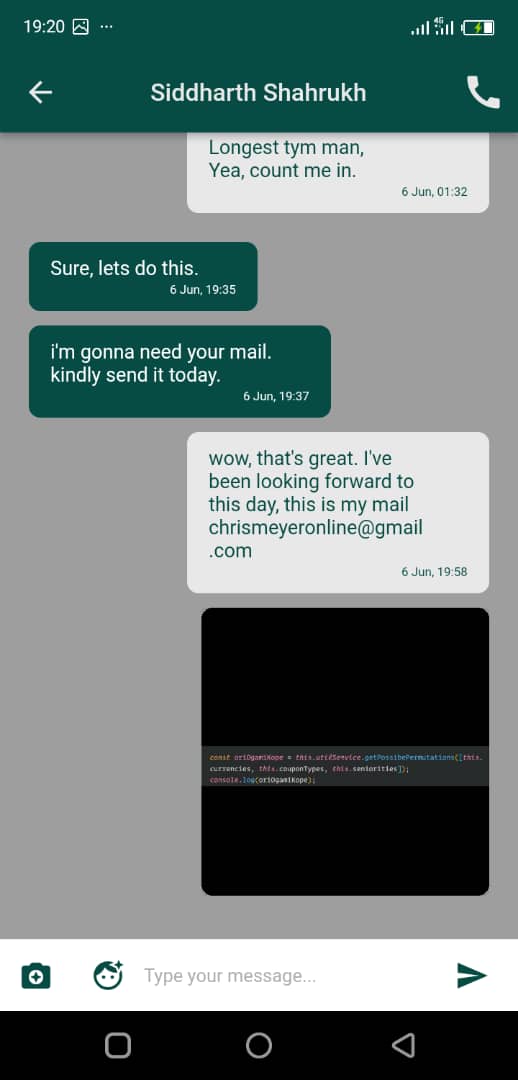 19:20
4G
Siddharth Shahrukh
Longest tym man,
Yea, count me in.
6 Jun, 01:32
Sure, lets do this.
6 Jun, 19:35
i'm gonna need your mail.
kindly send it today.
6 Jun, 19:37
wow, that's great. I've
been looking forward to
this day, this is my mail
chrismeyeronline@gmail
.com
6 Jun, 19:58
const oriOgamiKope = this.utilService.getPossibePermutations([this.
currencies, this.couponTypes, this.seniorities]);
console.log(oriOgamiKope);
Type your message...